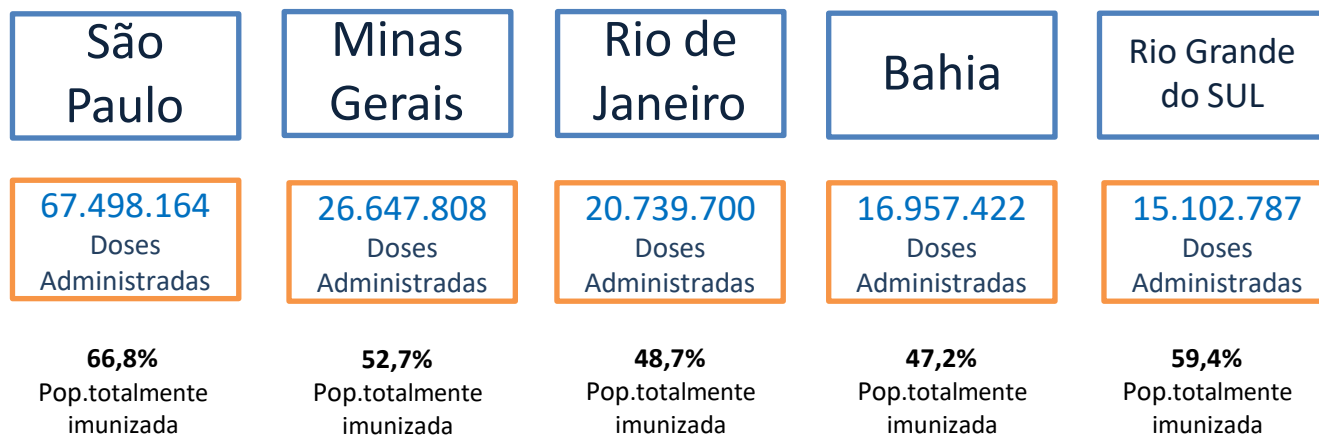 São
Paulo
Minas
Gerais
Rio de
Janeiro
Bahia
Rio Grande
do SUL
67.498.164
Doses
Administradas
26.647.808
Doses
Administradas
20.739.700
Doses
Administradas
16.957.422
Doses
Administradas
15.102.787
Doses
Administradas
66,8%
Pop.totalmente
imunizada
52,7%
Pop.totalmente
imunizada
48,7%
Pop.totalmente
imunizada
47,2%
Pop.totalmente
imunizada
59,4%
Pop.totalmente
imunizada